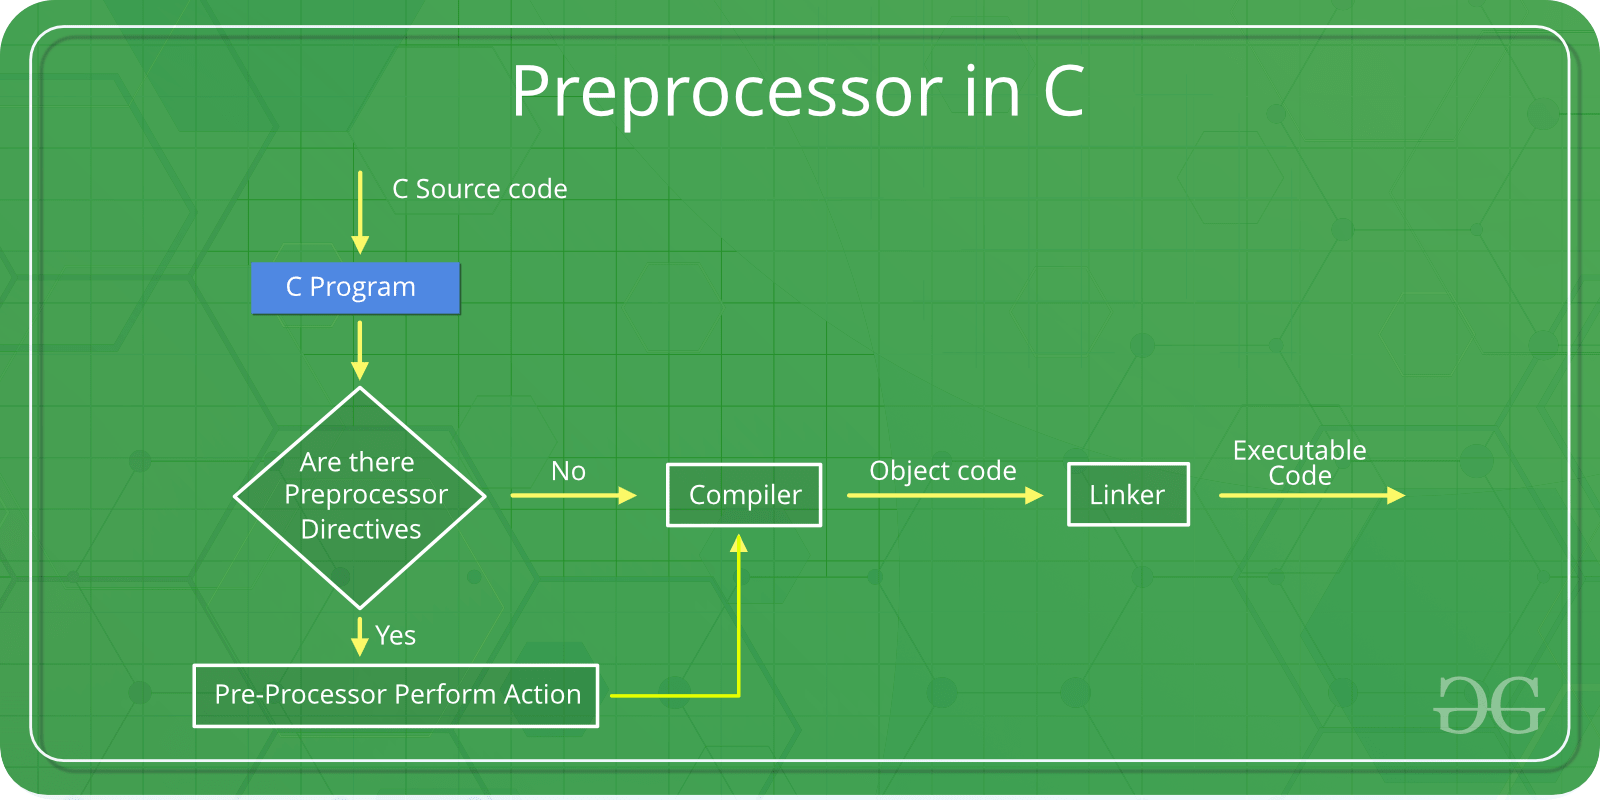 Preprocessor in C
C Source code
C Program
Are there
Preprocessor
Directives
No
Compiler
Object code
Linker
Executable
Code
Yes
Pre-Processor Perform Action